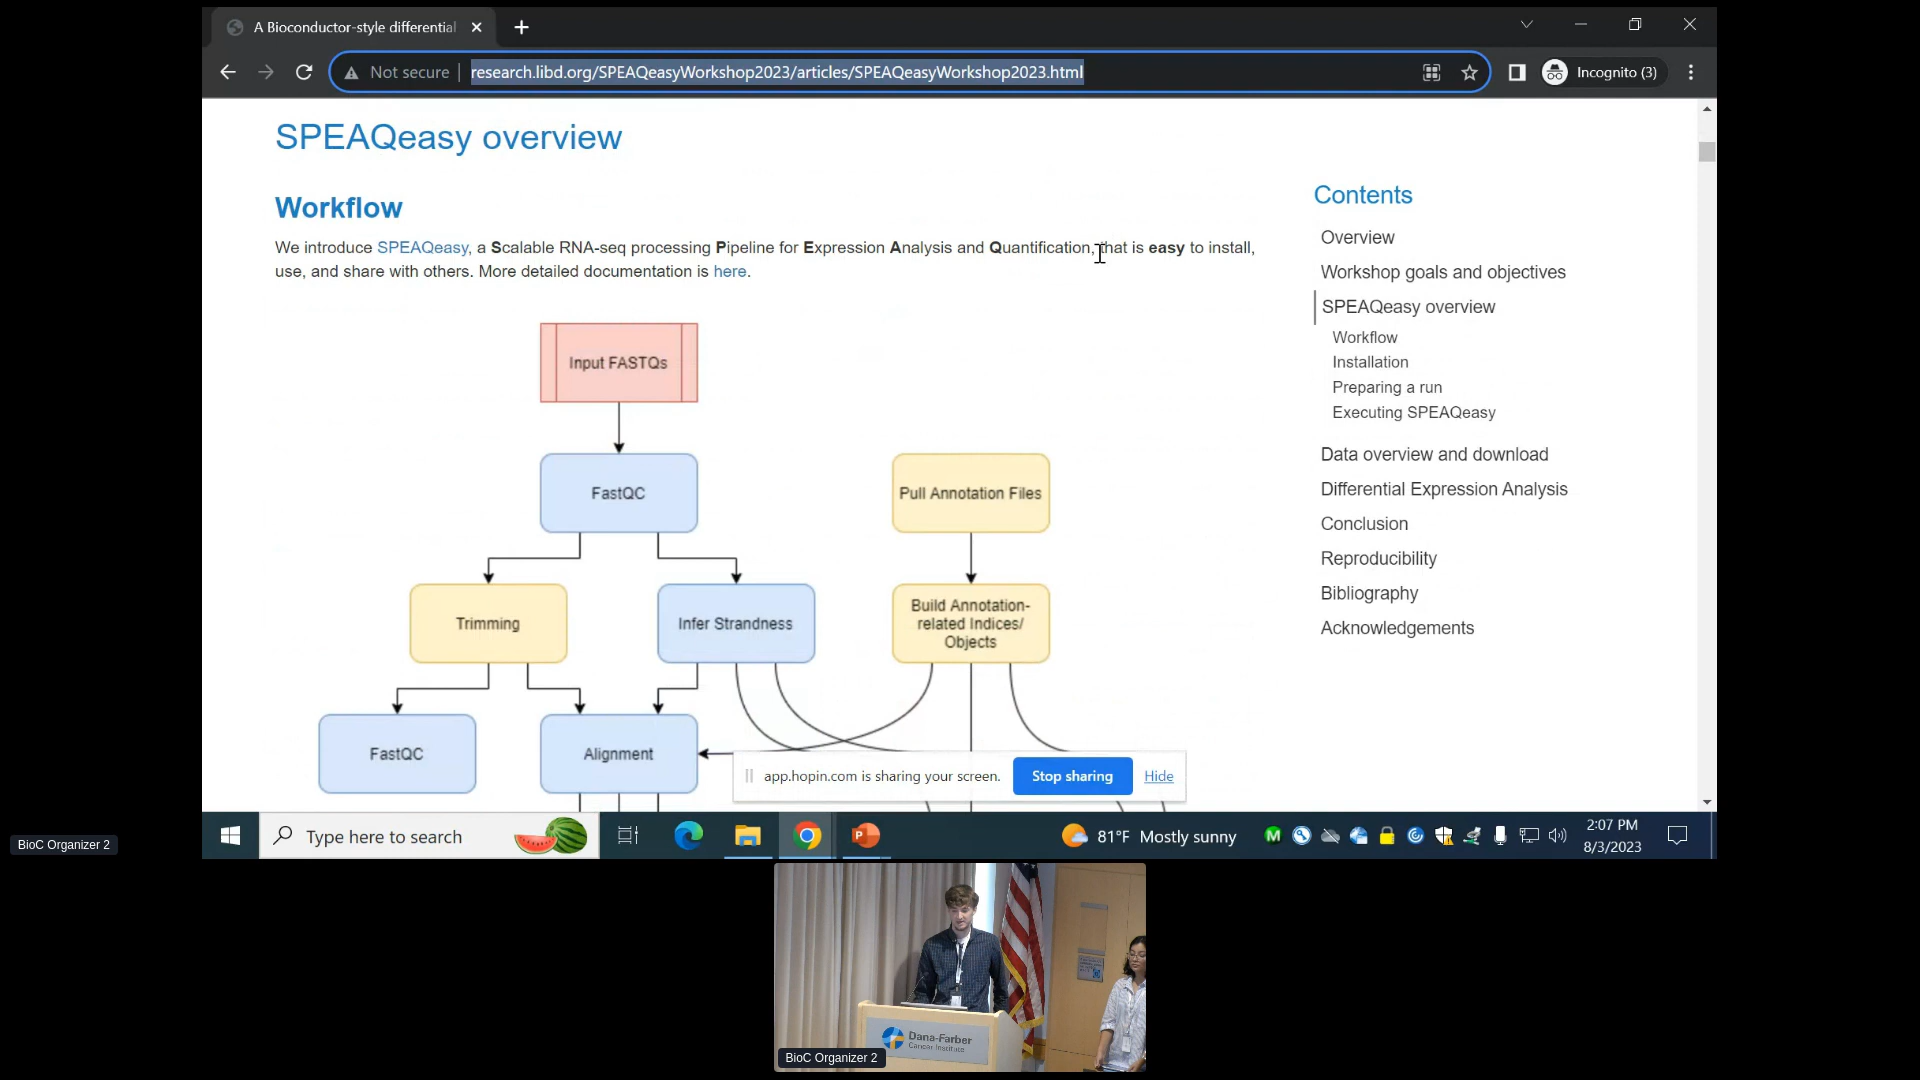 A Bioconductor-style differential
Not secure
research.libd.org/SPEAQeasyWorkshop2023/articles/SPEAQeasyWorkshop2023.html
Incognito (3)
SPEAQeasy overview
Workflow
We introduce SPEAQeasy, a Scalable RNA-seq processing Pipeline for Expression Analysis and Quantification, that is easy to install,
use, and share with others. More detailed documentation is here.
Contents
Overview
Workshop goals and objectives
SPEAQeasy overview
Workflow
Installation
Preparing a run
Executing SPEAQeasy
Data overview and download
Differential Expression Analysis
Conclusion
Reproducibility
Bibliography
Acknowledgements
Input FASTQs
FastQC
Pull Annotation Files
Trimming
Infer Strandness
Build Annotation-
related Indices/
Objects
FastQC
Alignment
app.hopin.com is sharing your screen.
Stop sharing
Hide
Type here to search
81°F Mostly sunny
2:07 PM
8/3/2023
BioC Organizer 2
Dana-Farber
Cancer Institute
BioC Organizer 2